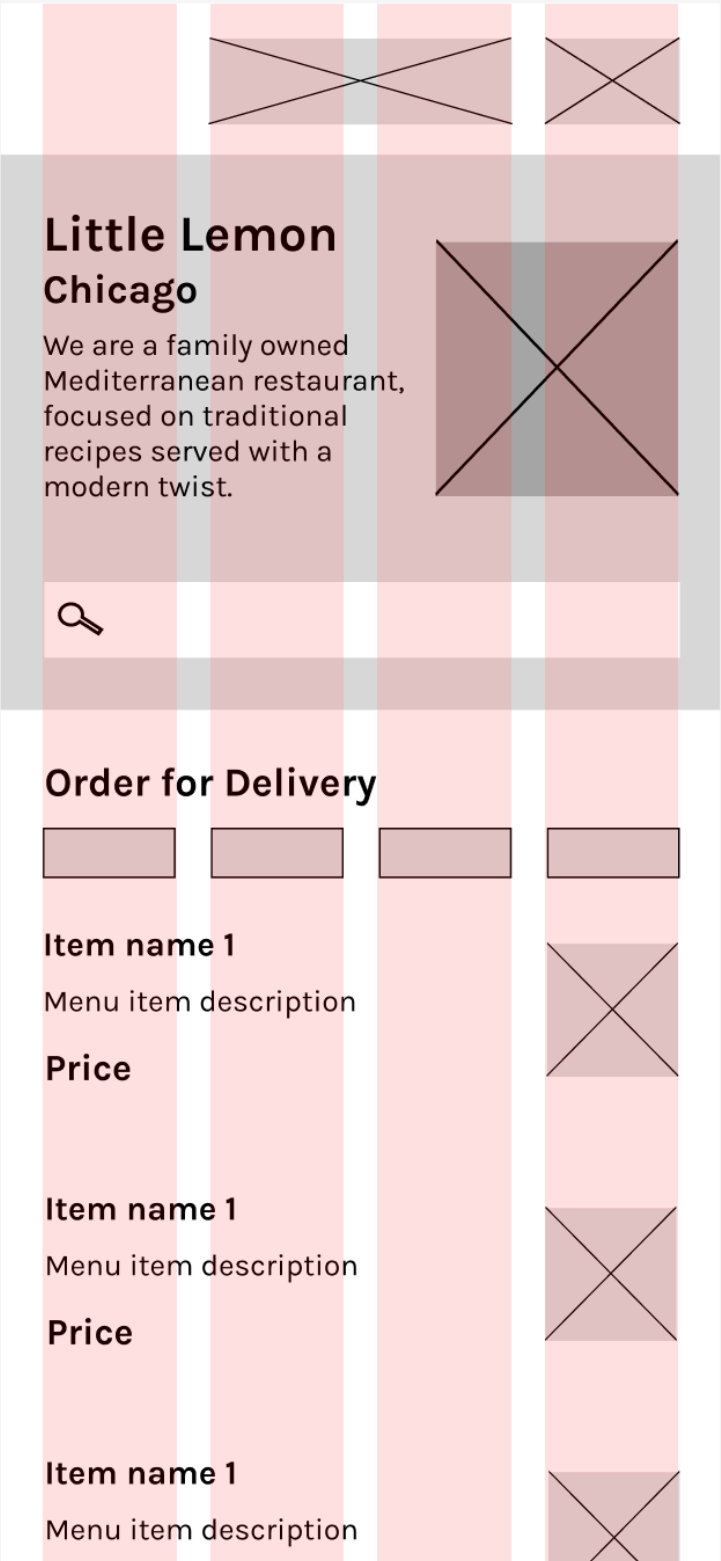 Little Lemon
Chicago
We are a family owned
Mediterranean restaurant,
focused on traditional
recipes served with a
modern twist.
Order for Delivery
Item name 1
Menu item description
Price
Item name 1
Menu item description
Price
Item name 1
Menu item description